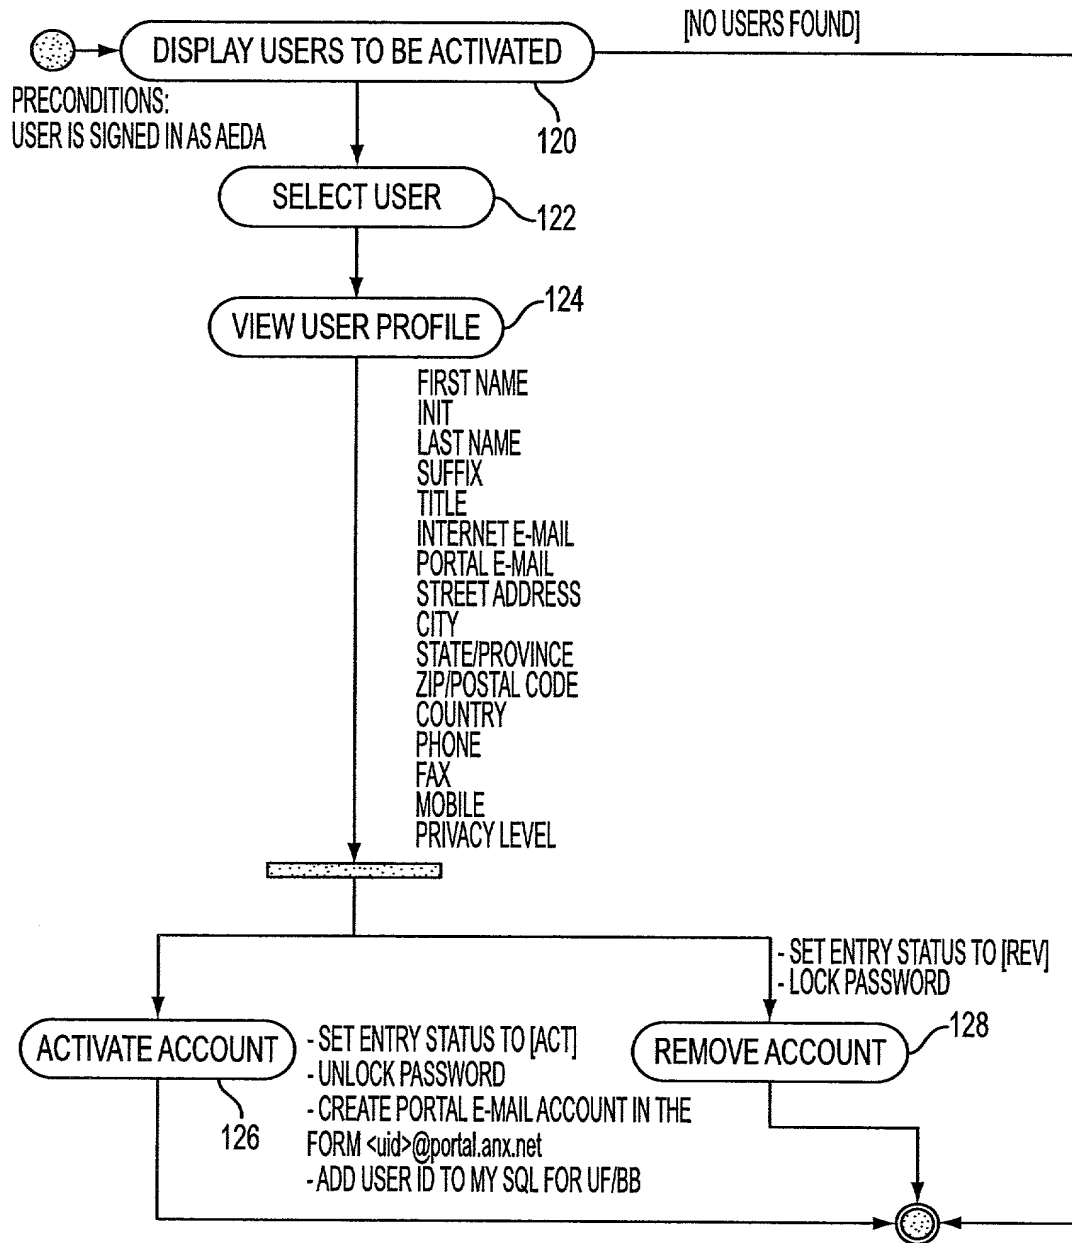 [NO USERS FOUND]
DISPLAY USERS TO BE ACTIVATED
PRECONDITIONS:
USER IS SIGNED IN AS AEDA
120
SELECT USER
122
124
VIEW USER PROFILE
FIRST NAME
INIT
LAST NAME
SUFFIX
TITLE
INTERNET E-MAIL
PORTAL E-MAIL
STREET ADDRESS
CITY
STATE/PROVINCE
ZIP/POSTAL CODE
COUNTRY
PHONE
FAX
MOBILE
PRIVACY LEVEL
- SET ENTRY STATUS TO [REV]
- LOCK PASSWORD
ACTIVATE ACCOUNT
126
- SET ENTRY STATUS TO [ACT]
- UNLOCK PASSWORD
- CREATE PORTAL E-MAIL ACCOUNT IN THE
FORM <uid>@portal.anx.net
- ADD USER ID TO MY SQL FOR UF/BB
REMOVE ACCOUNT
128